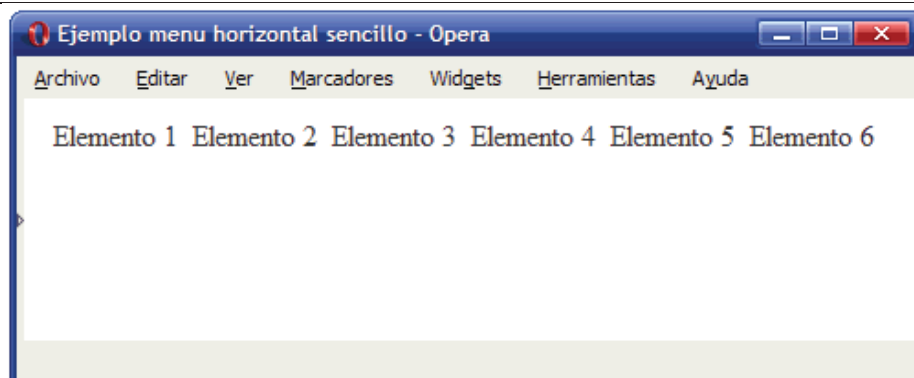 Ejemplo menu horizontal sencillo - Opera
Archivo Editar Ver Marcadores Widgets Herramientas Ayuda
Elemento 1 Elemento 2 Elemento 3 Elemento 4 Elemento 5 Elemento 6